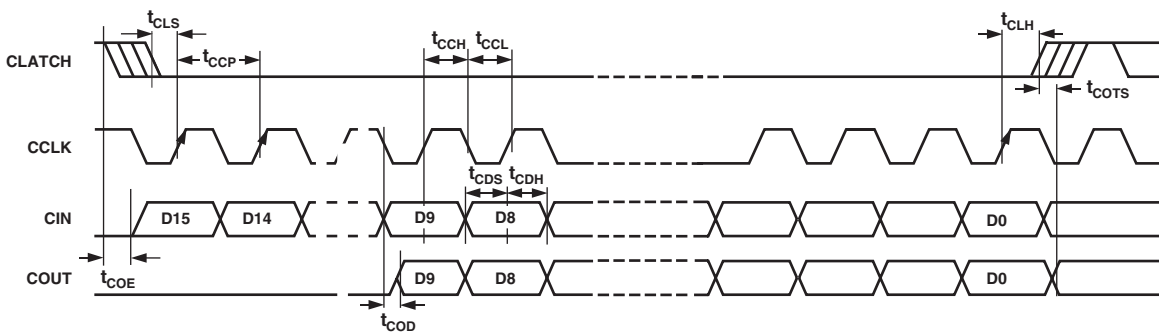 tCLS
tCCH tCCL
tCLH
CLATCH
tCCP
tCOTS
CCLK
tCDS tCDH
CIN D15 D14 D9 D8 D0
tCOE
COUT D9 D8 D0
tCOD